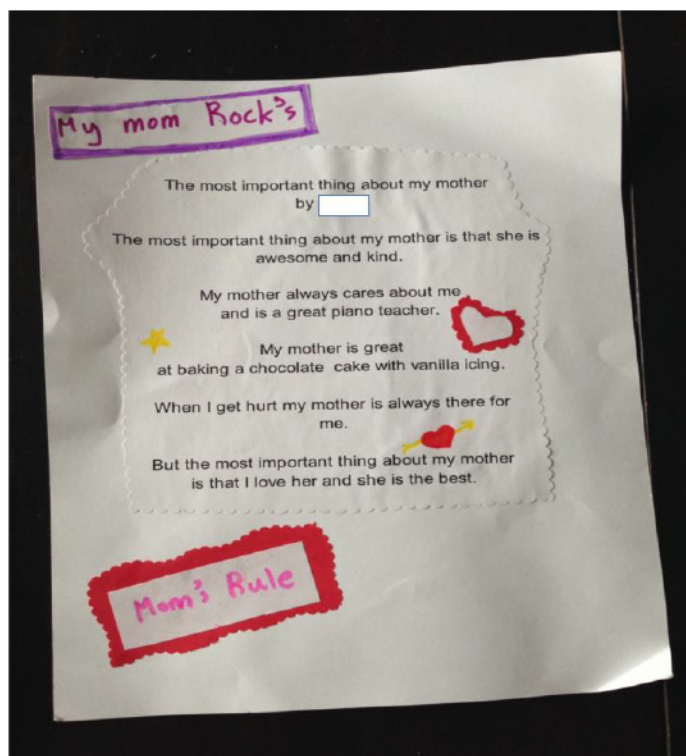 My mom Rock's
The most important thing about my mother
by
The most important thing about my mother is that she is
awesome and kind.
My mother always cares about me
and is a great piano teacher.
My mother is great
at baking a chocolate cake with vanilla icing.
When I get hurt my mother is always there for
me.
But the most important thing about my mother
is that I love her and she is the best.
Mom's Rule